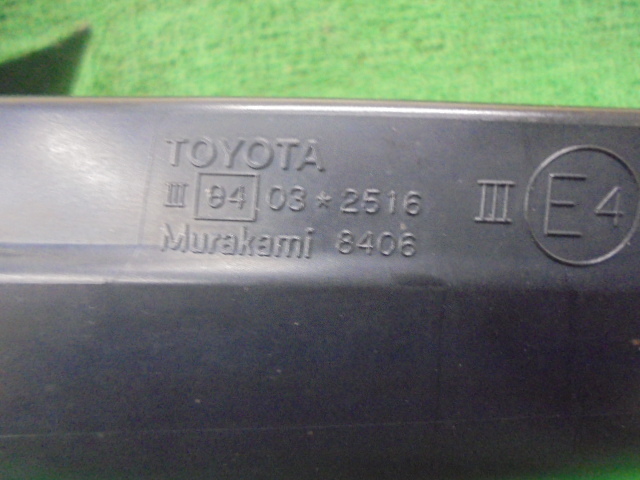 TOYOTA
III 94 03*2516
Murakami 8406
III E4